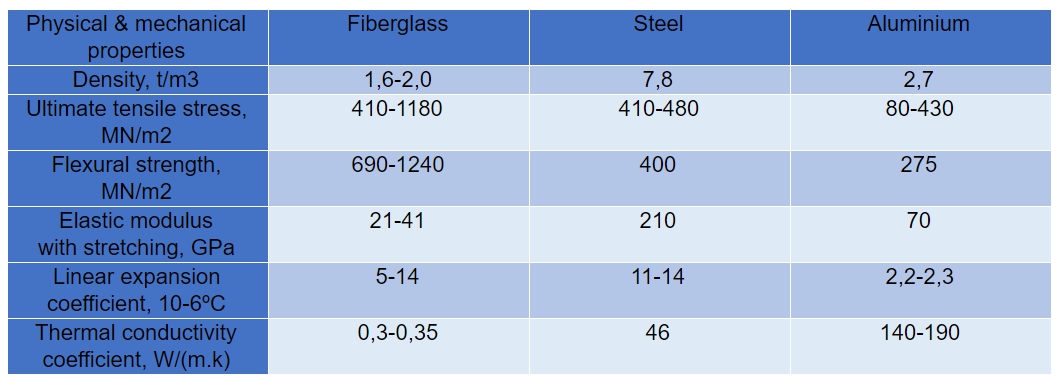 Physical & mechanical properties Fiberglass Steel Aluminium
Density, t/m3 1,6-2,0 7,8 2,7
Ultimate tensile stress, MN/m2 410-1180 410-480 80-430
Flexural strength, MN/m2 690-1240 400 275
Elastic modulus with stretching, GPa 21-41 210 70
Linear expansion coefficient, 10-6ºC 5-14 11-14 2,2-2,3
Thermal conductivity coefficient, W/(m.k) 0,3-0,35 46 140-190